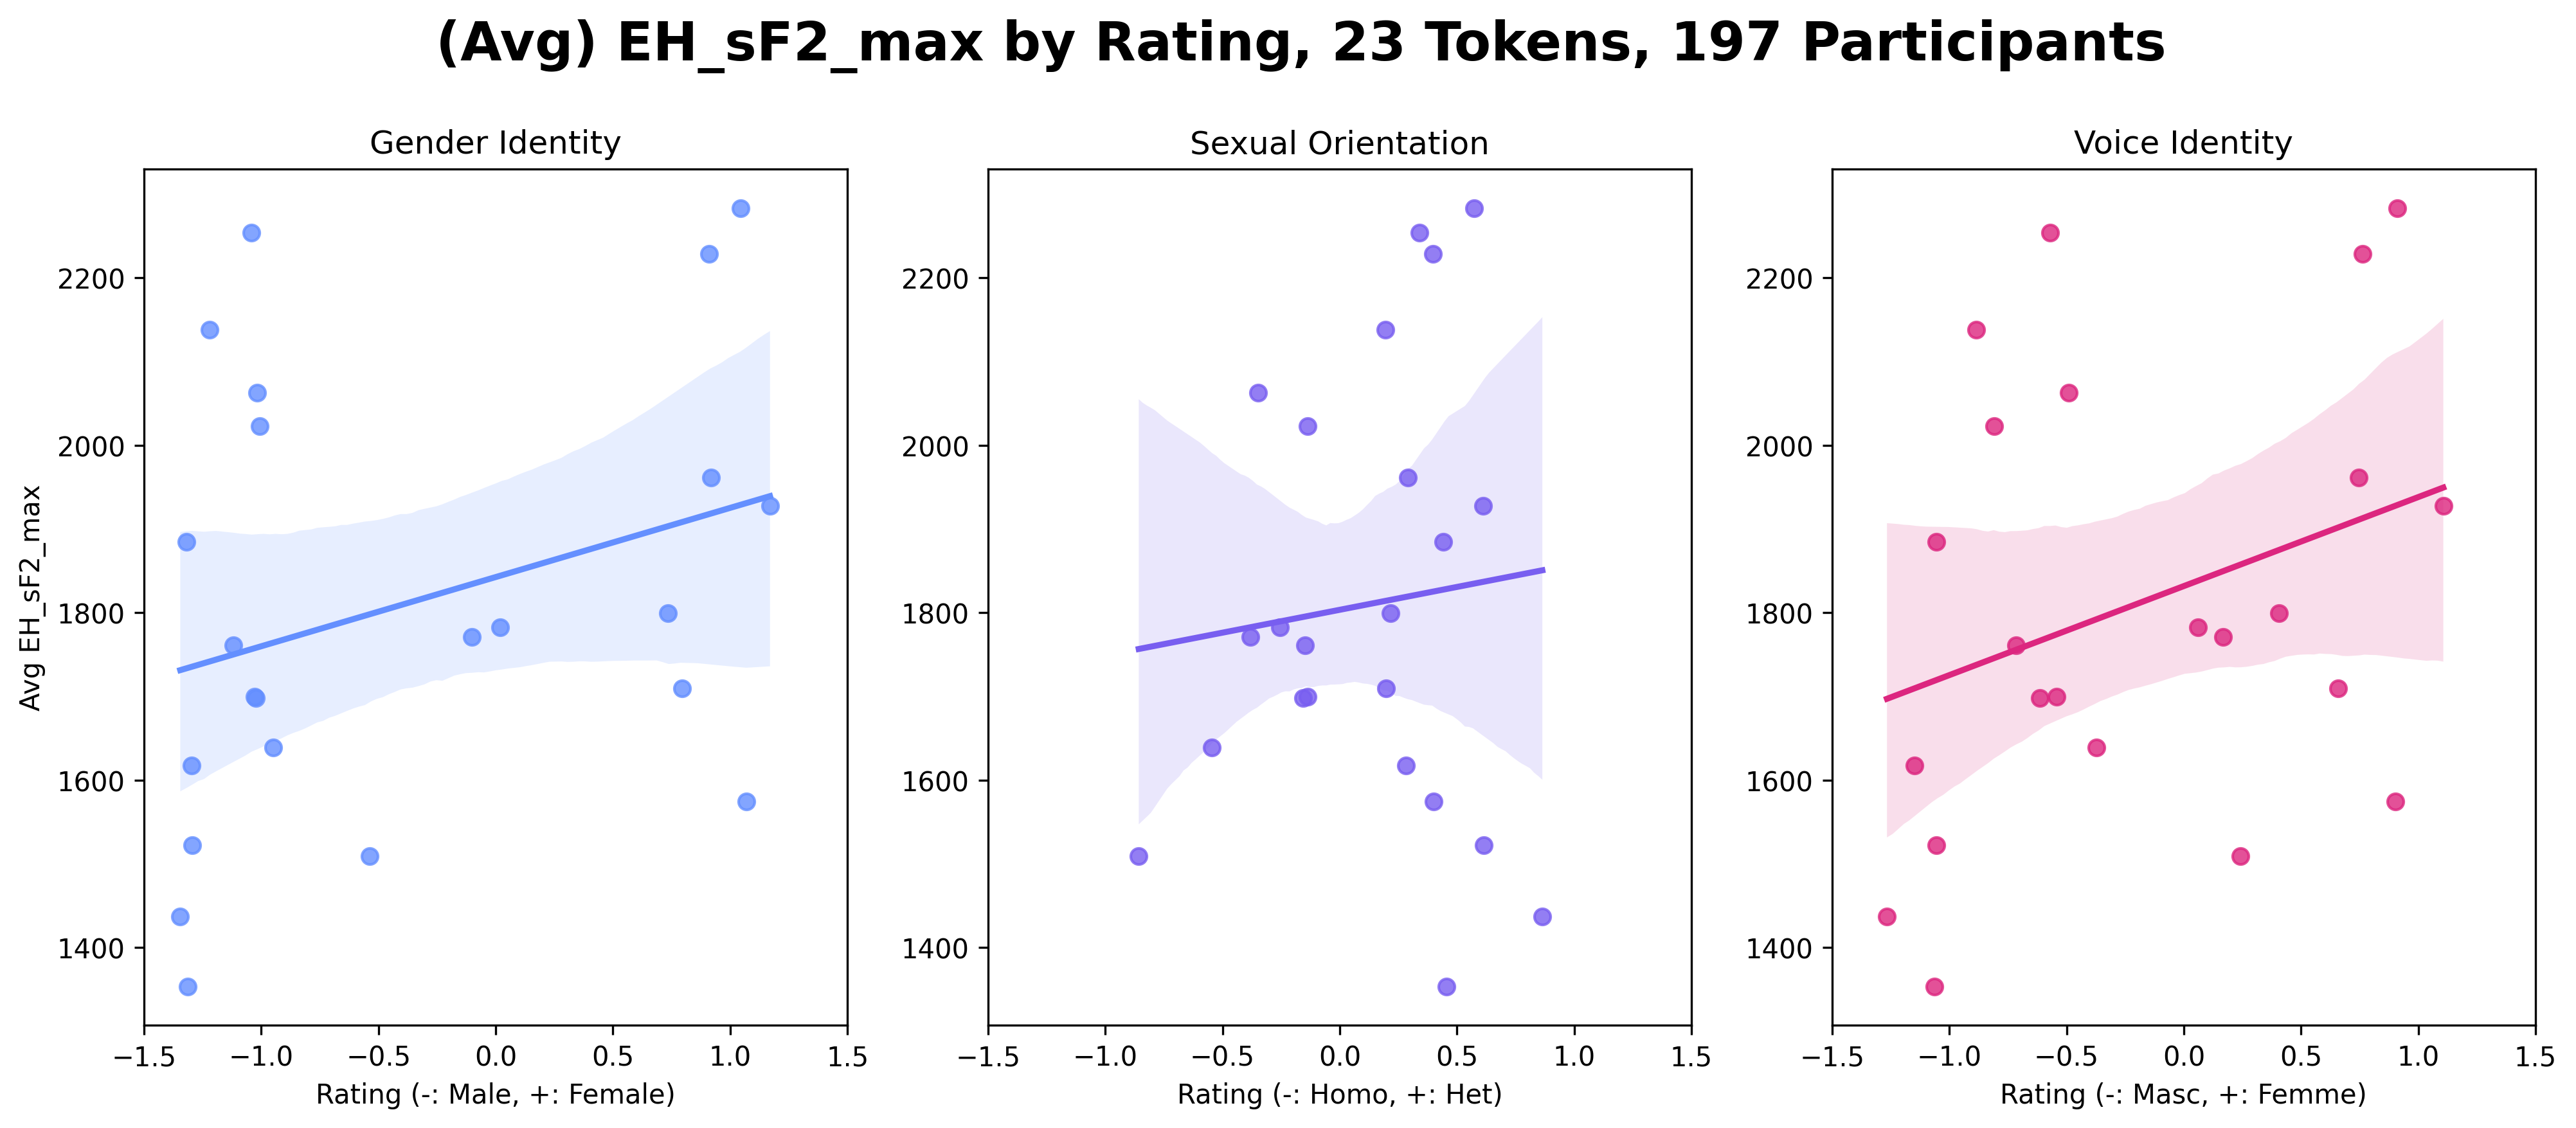 (Avg) EH_sF2_max by Rating, 23 Tokens, 197 Participants
Gender Identity
Avg EH_sF2_max
2200
2000
1800
1600
1400
−1.5 −1.0 −0.5 0.0 0.5 1.0 1.5
Rating (-: Male, +: Female)
Sexual Orientation
2200
2000
1800
1600
1400
−1.5 −1.0 −0.5 0.0 0.5 1.0 1.5
Rating (-: Homo, +: Het)
Voice Identity
2200
2000
1800
1600
1400
−1.5 −1.0 −0.5 0.0 0.5 1.0 1.5
Rating (-: Masc, +: Femme)